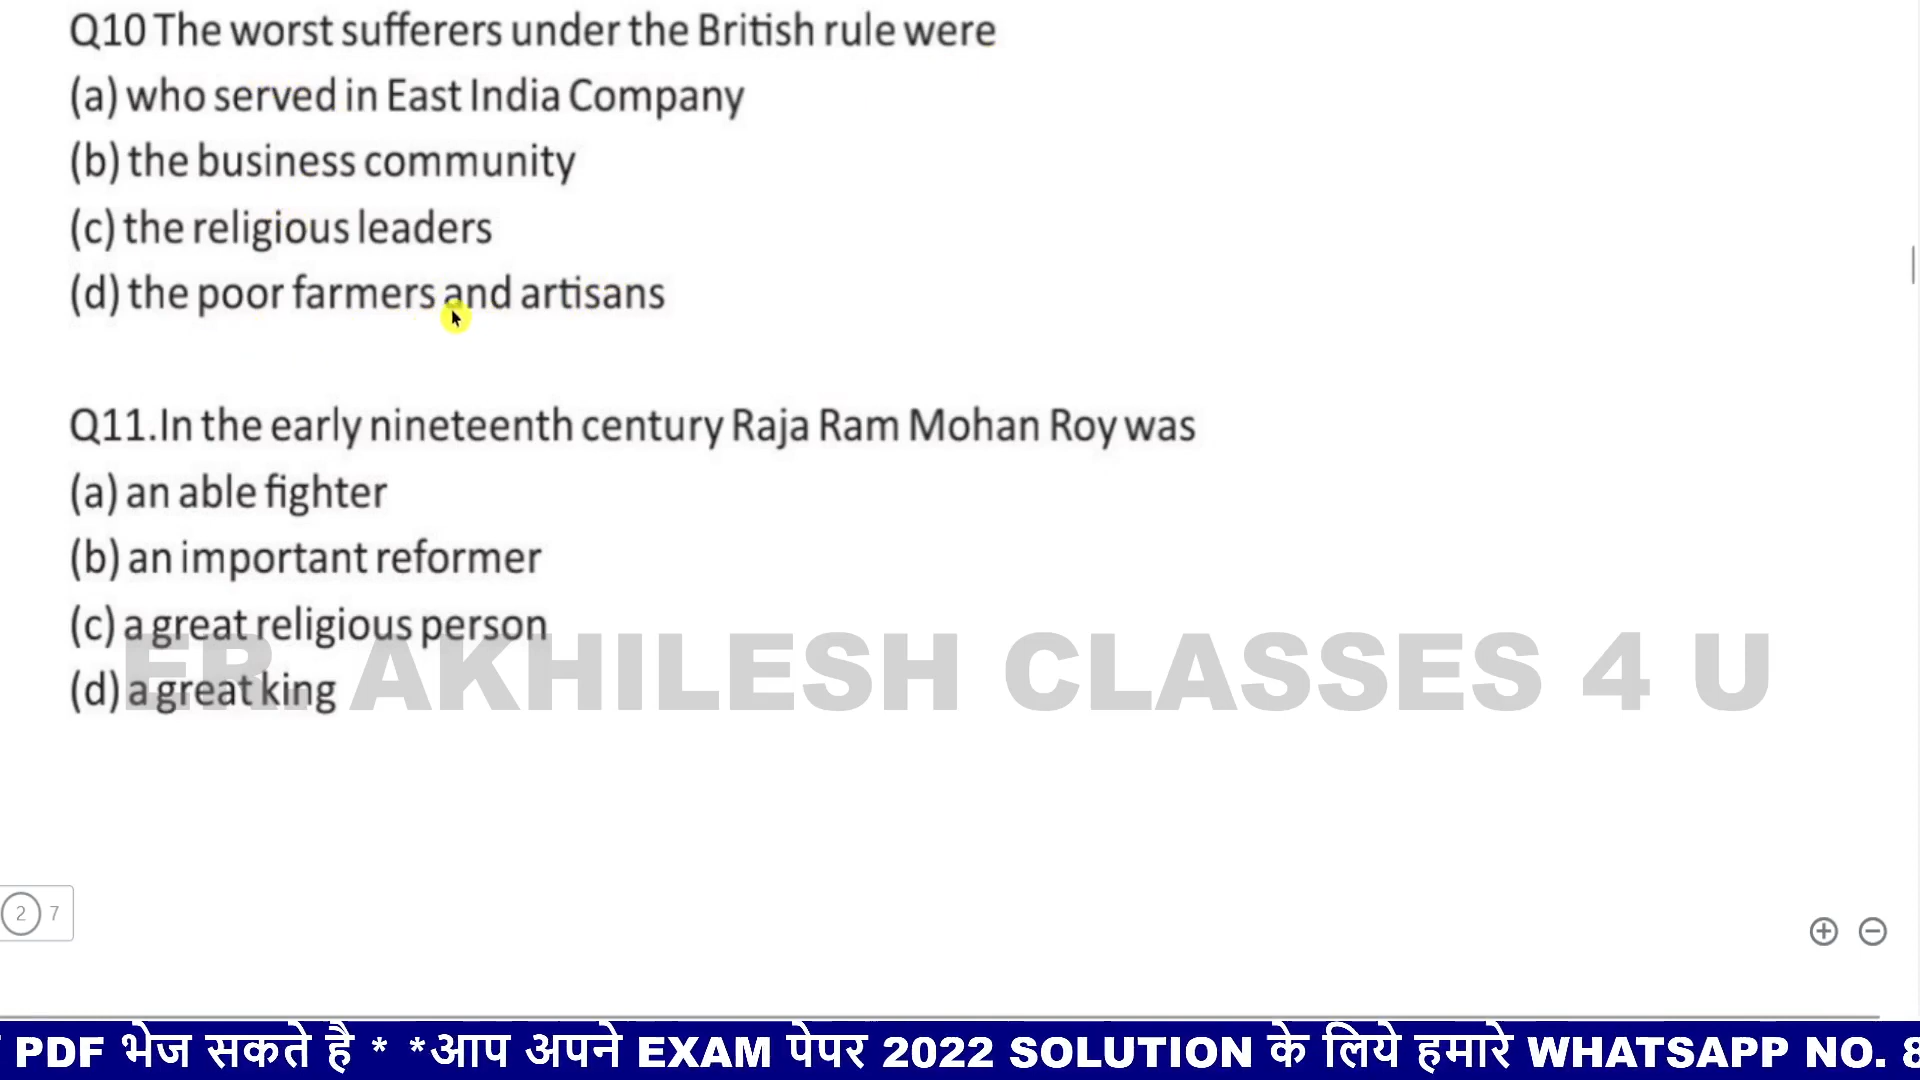 Q10 The worst sufferers under the British rule were
(a) who served in East India Company
(b) the business community
(c) the religious leaders
(d) the poor farmers and artisans
Q11.In the early nineteenth century Raja Ram Mohan Roy was
(a) an able fighter
(b) an important reformer
(c) a great religious person
(d) a great king
ER. AKHILESH CLASSES 4 U
2 7
PDF भेज सकते है * *आप अपने EXAM पेपर 2022 SOLUTION के लिये हमारे WHATSAPP NO. 8